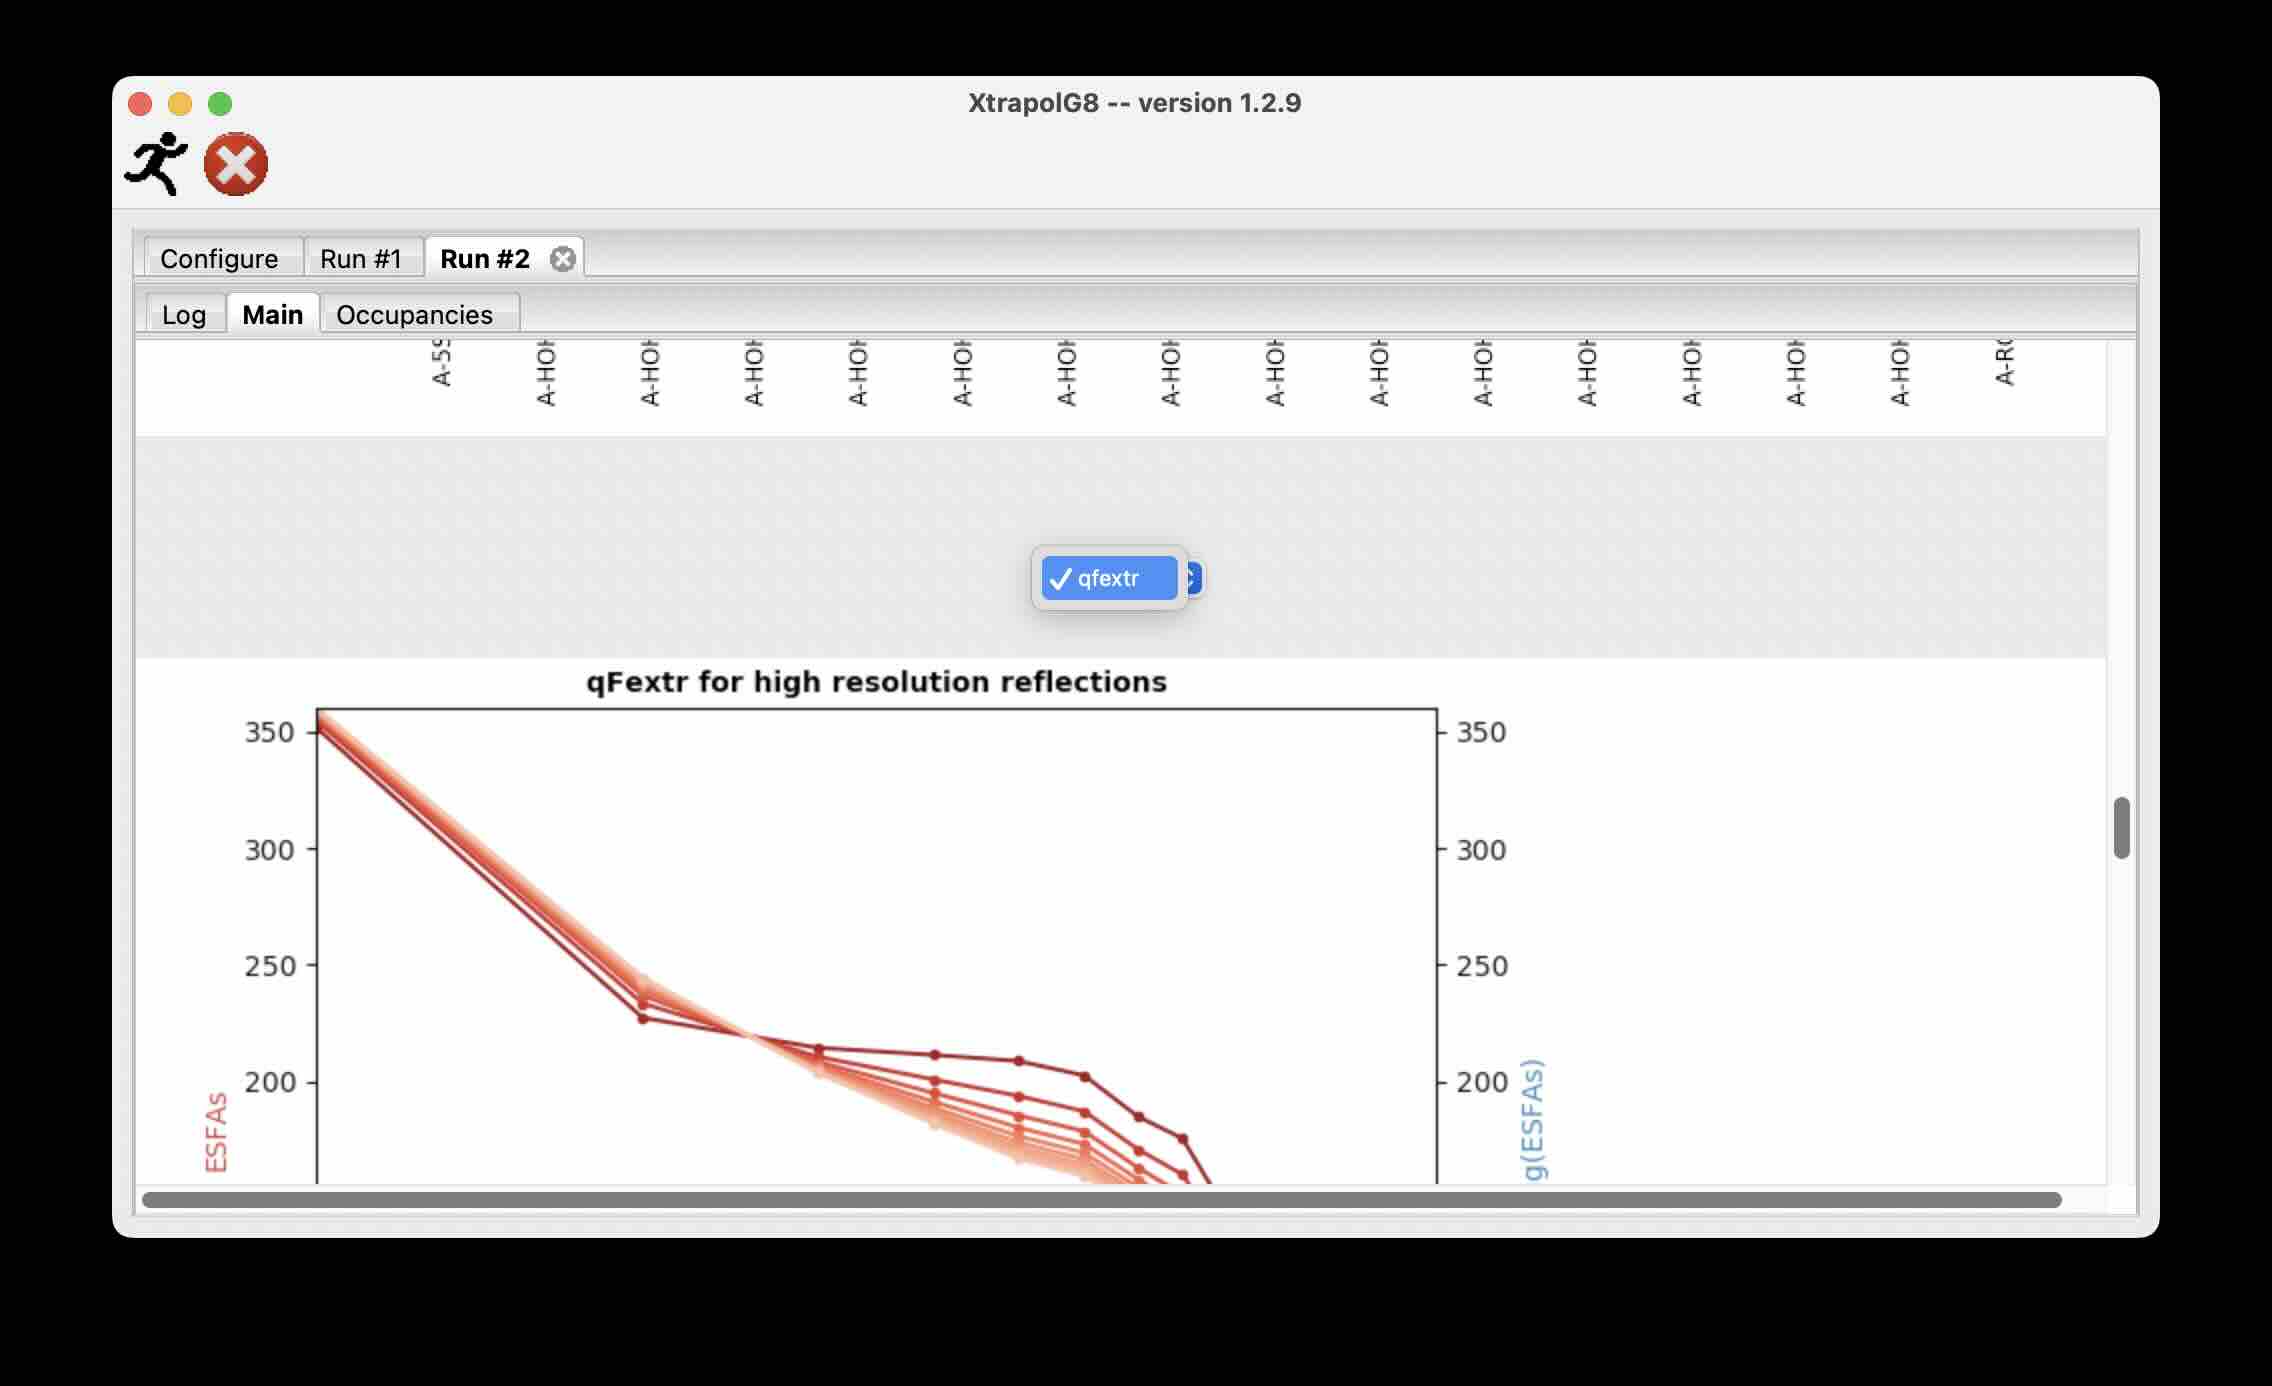 XtrapolG8 -- version 1.2.9
Configure Run #1 Run #2
Log Main Occupancies
A-HOH A-HOH A-HOH A-HOH A-HOH A-HOH A-HOH A-HOH A-HOH A-HOH A-HOH A-HOH A-HOH A-HOH
qfextr
qFextr for high resolution reflections
350 350
300 300
250 250
200 200
ESFAs
g(ESFAs)